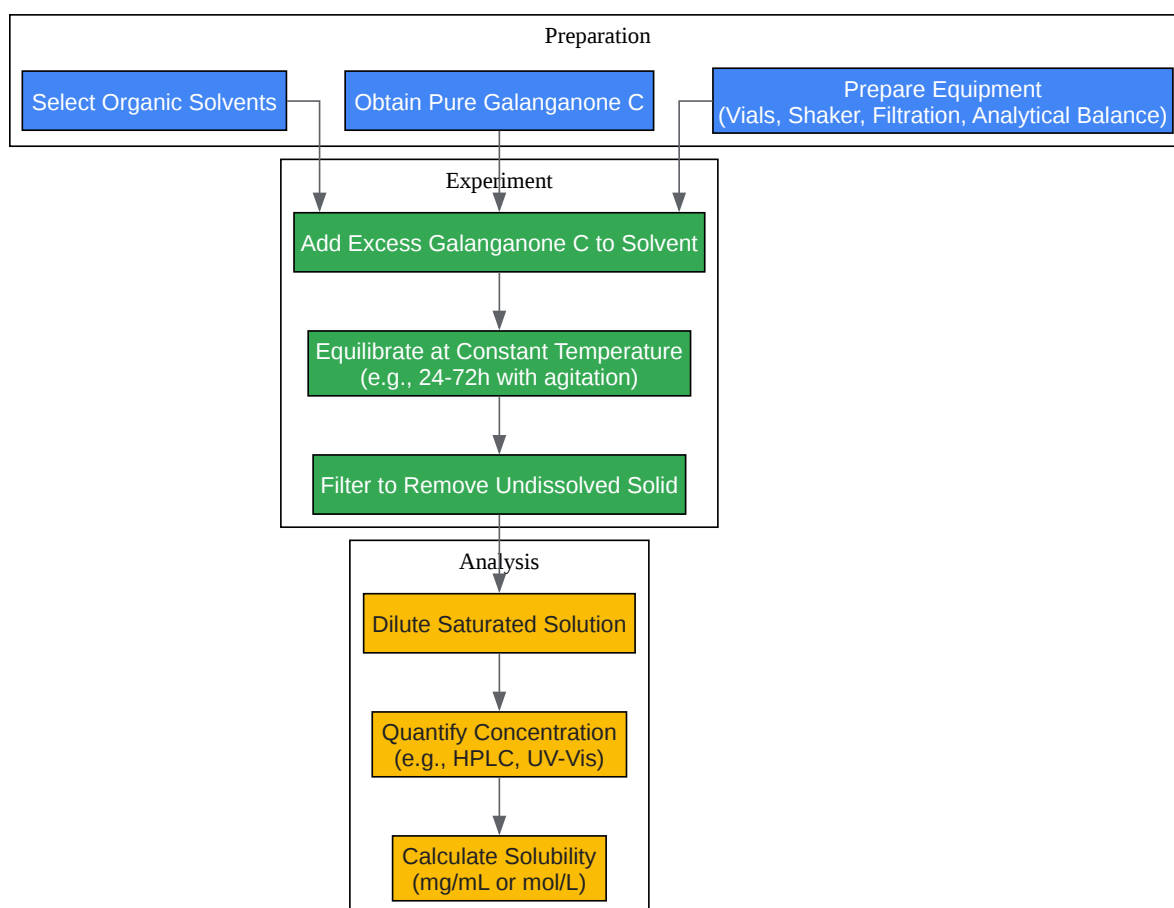 Preparation
Select Organic Solvents
Obtain Pure Galanganone C
Prepare Equipment
(Vials, Shaker, Filtration, Analytical Balance)
Experiment
Add Excess Galanganone C to Solvent
Equilibrate at Constant Temperature
(e.g., 24-72h with agitation)
Filter to Remove Undissolved Solid
Analysis
Dilute Saturated Solution
Quantify Concentration
(e.g., HPLC, UV-Vis)
Calculate Solubility
(mg/mL or mol/L)